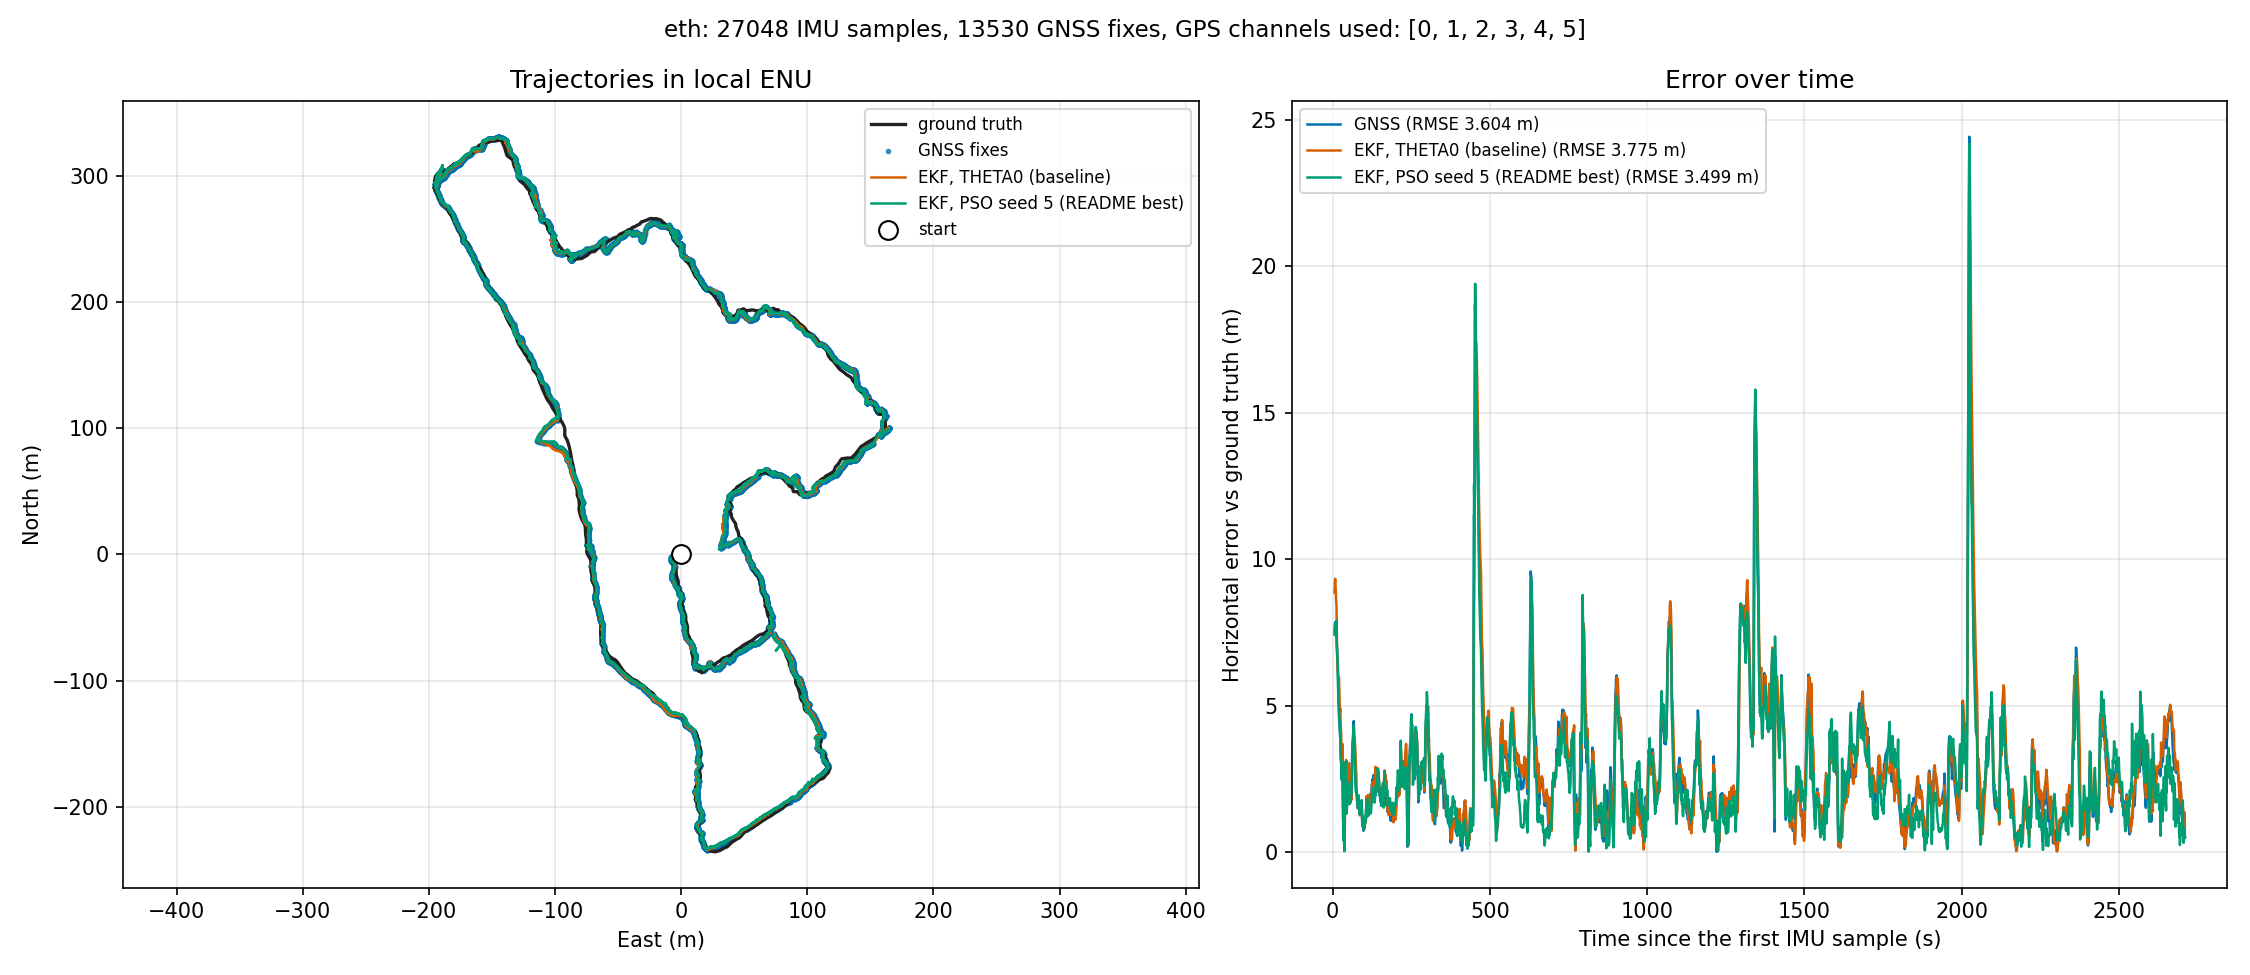 eth: 27048 IMU samples, 13530 GNSS fixes, GPS channels used: [0, 1, 2, 3, 4, 5]
Trajectories in local ENU
North (m)
300
200
100
0
−100
−200
ground truth
GNSS fixes
EKF, THETA0 (baseline)
EKF, PSO seed 5 (README best)
start
−400
−300
−200
−100
0
100
200
300
400
East (m)
Error over time
Horizontal error vs ground truth (m)
25
20
15
10
5
0
GNSS (RMSE 3.604 m)
EKF, THETA0 (baseline) (RMSE 3.775 m)
EKF, PSO seed 5 (README best) (RMSE 3.499 m)
0
500
1000
1500
2000
2500
Time since the first IMU sample (s)